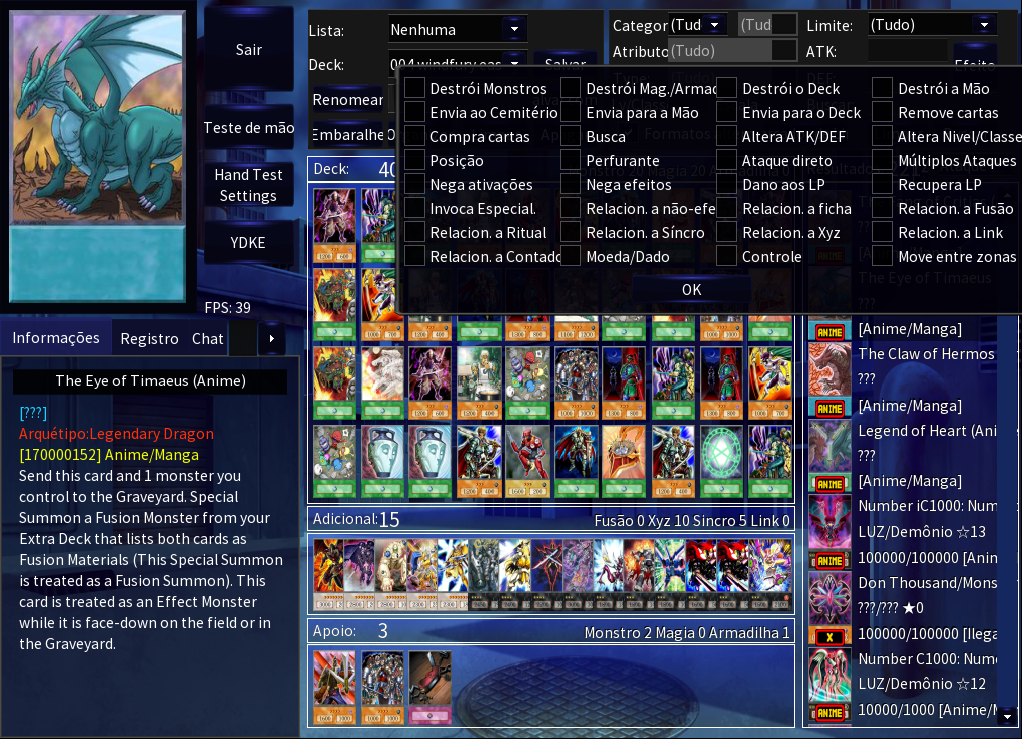 Sair
Teste de mão
Hand Test
Settings
YDKE
FPS: 39
Lista:
Nenhuma
Deck:
004 windfury eas
Salvar
Renomear
Embaralhe
Categor
(Tud
(Tud
Limite:
(Tudo)
Atributo
(Tudo)
ATK:
Efeito
Destrói Monstros
Destrói Mag./Armad
Destrói o Deck
Destrói a Mão
Envia ao Cemitério
Envia para a Mão
Envia para o Deck
Remove cartas
Compra cartas
Busca
Altera ATK/DEF
Altera Nivel/Classe
Posição
Perfurante
Ataque direto
Múltiplos Ataques
Nega ativações
Nega efeitos
Dano aos LP
Recupera LP
Invoca Especial.
Relacion. a não-efe
Relacion. a ficha
Relacion. a Fusão
Relacion. a Ritual
Relacion. a Síncro
Relacion. a Xyz
Relacion. a Link
Relacion. a Contado
Moeda/Dado
Controle
Move entre zonas
OK
Deck:
40
Informações
Registro
Chat
The Eye of Timaeus (Anime)
[???]
Arquétipo:Legendary Dragon
[170000152] Anime/Manga
Send this card and 1 monster you
control to the Graveyard. Special
Summon a Fusion Monster from your
Extra Deck that lists both cards as
Fusion Materials (This Special Summon
is treated as a Fusion Summon). This
card is treated as an Effect Monster
while it is face-down on the field or in
the Graveyard.
Adicional:15
Fusão 0 Xyz 10 Sincro 5 Link 0
Apoio: 3
Monstro 2 Magia 0 Armadilha 1
The Eye of Timaeus
???
ANIME
[Anime/Manga]
The Claw of Hermos
???
ANIME
[Anime/Manga]
Legend of Heart (Ani
???
ANIME
[Anime/Manga]
Number iC1000: Num
LUZ/Demônio ☆13
ANIME
100000/100000 [Anim
Don Thousand/Mons
???/??? ★0
X
100000/100000 [Ilega
Number C1000: Num
LUZ/Demônio ☆12
ANIME
10000/1000 [Anime/M